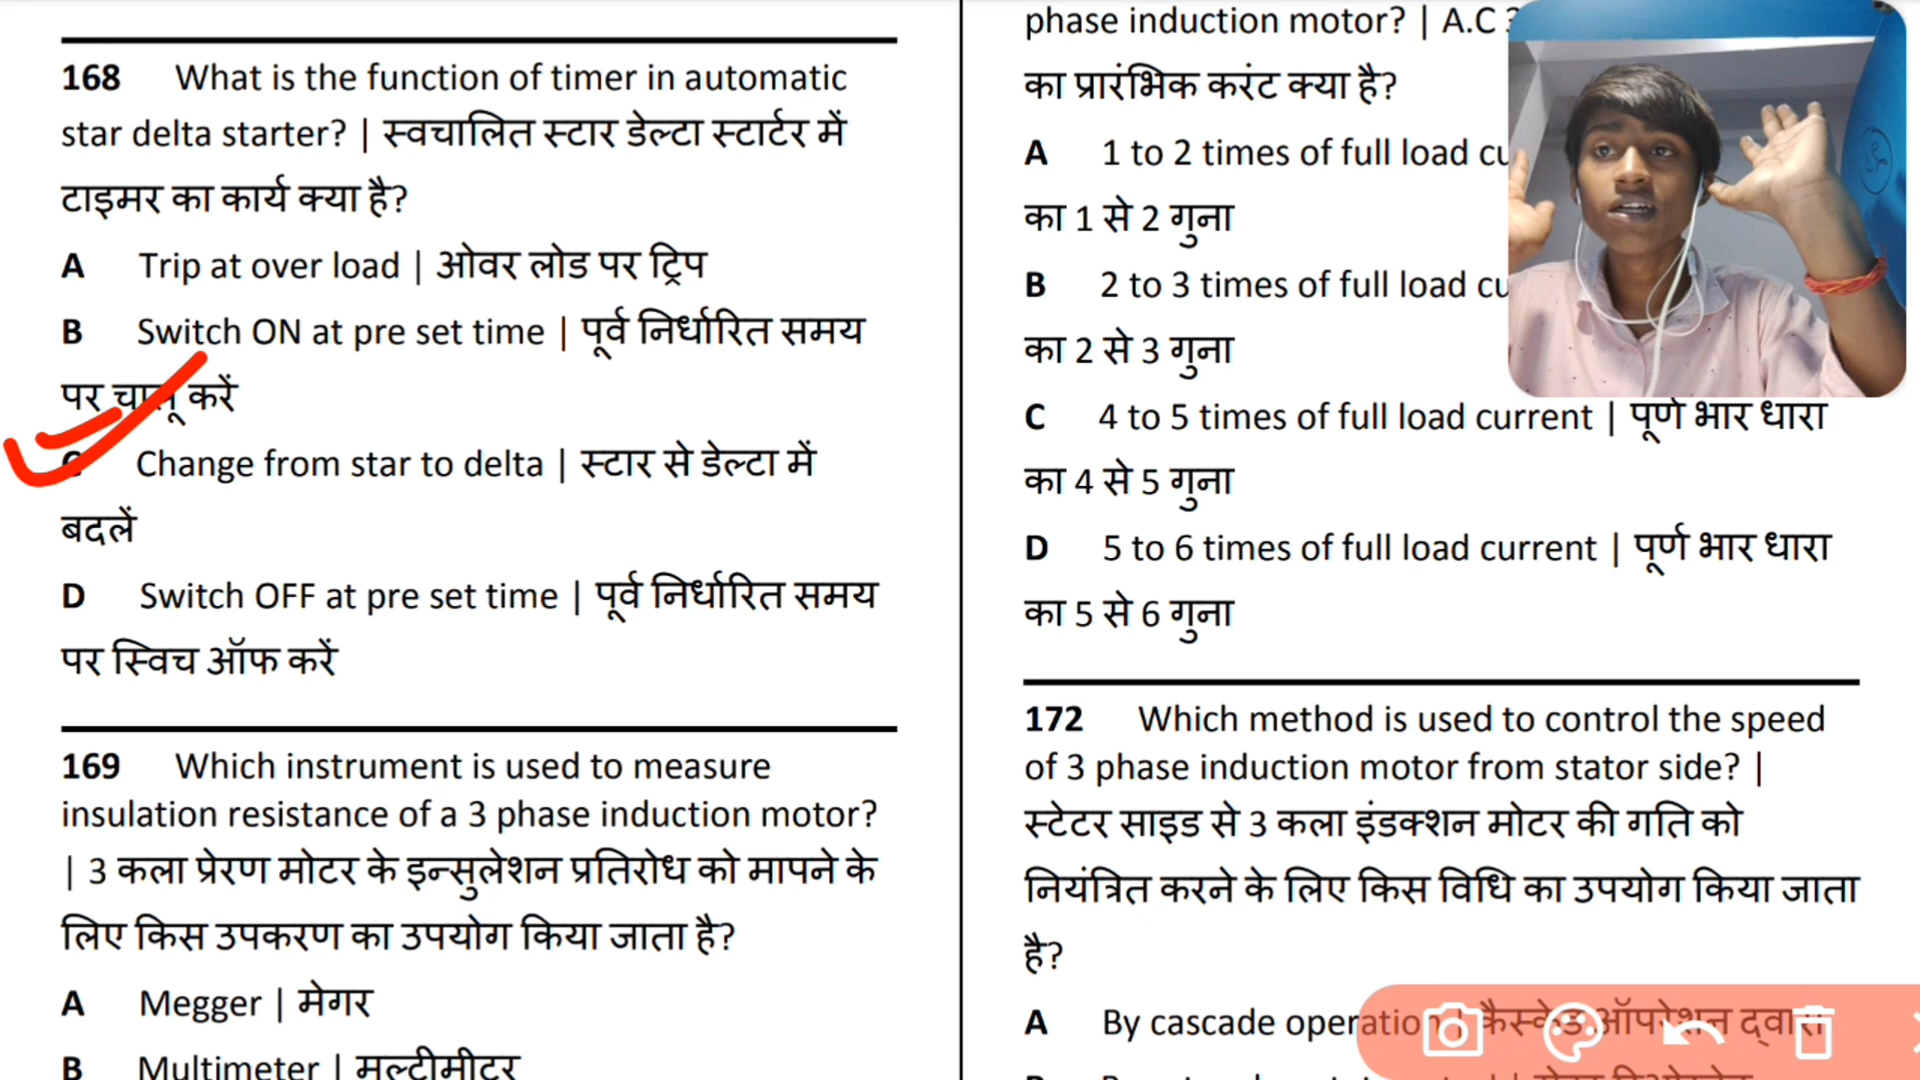 168 What is the function of timer in automatic
star delta starter? | स्वचालित स्टार डेल्टा स्टार्टर में
टाइमर का कार्य क्या है?
A Trip at over load | ओवर लोड पर ट्रिप
B Switch ON at pre set time | पूर्व निर्धारित समय
पर चालू करें
C Change from star to delta | स्टार से डेल्टा में
बदलें
D Switch OFF at pre set time | पूर्व निर्धारित समय
पर स्विच ऑफ करें
169 Which instrument is used to measure
insulation resistance of a 3 phase induction motor?
| 3 कला प्रेरण मोटर के इन्सुलेशन प्रतिरोध को मापने के
लिए किस उपकरण का उपयोग किया जाता है?
A Megger | मेगर
B Multimeter | मल्टीमीटर
phase induction motor? | A.C
का प्रारंभिक करंट क्या है?
A 1 to 2 times of full load
का 1 से 2 गुना
B 2 to 3 times of full load
का 2 से 3 गुना
C 4 to 5 times of full load current | पूर्ण भार धारा
का 4 से 5 गुना
D 5 to 6 times of full load current | पूर्ण भार धारा
का 5 से 6 गुना
172 Which method is used to control the speed
of 3 phase induction motor from stator side? |
स्टेटर साइड से 3 कला इंडक्शन मोटर की गति को
नियंत्रित करने के लिए किस विधि का उपयोग किया जाता
है?
A By cascade operation | कैस्केड ऑपरेशन द्वारा